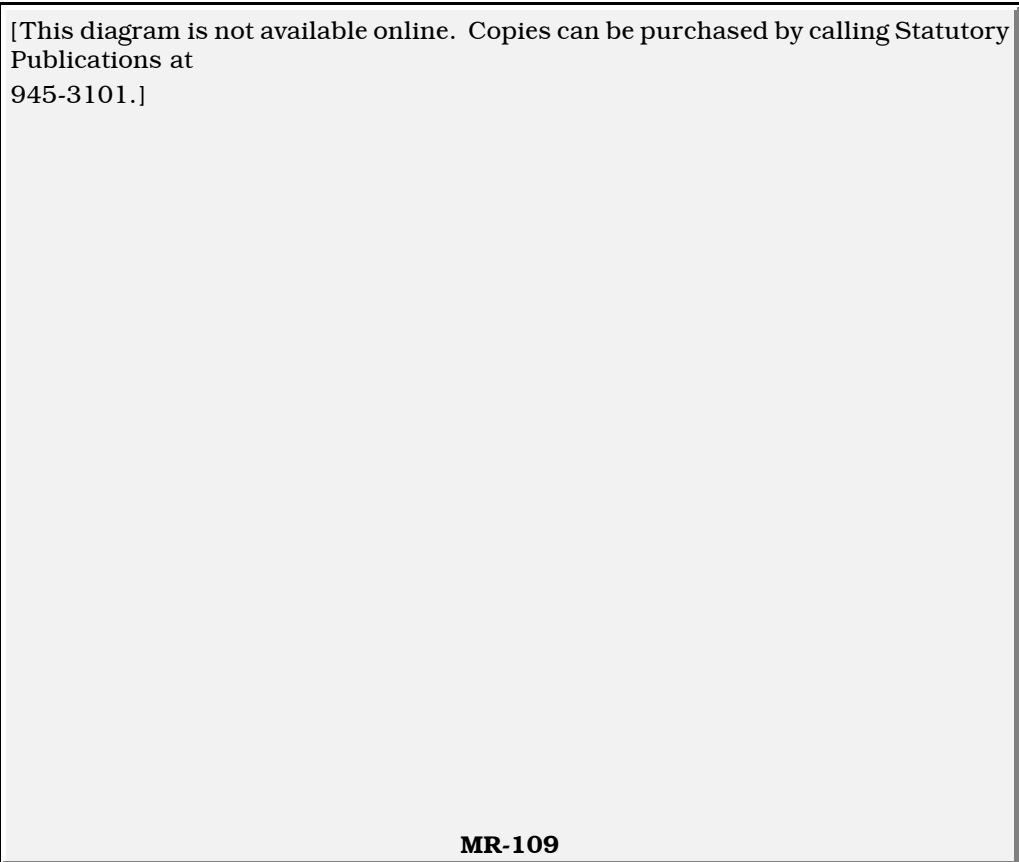 [This diagram is not available online.  Copies can be purchased by calling Statutory
Publications at
945-3101.]
MR-109